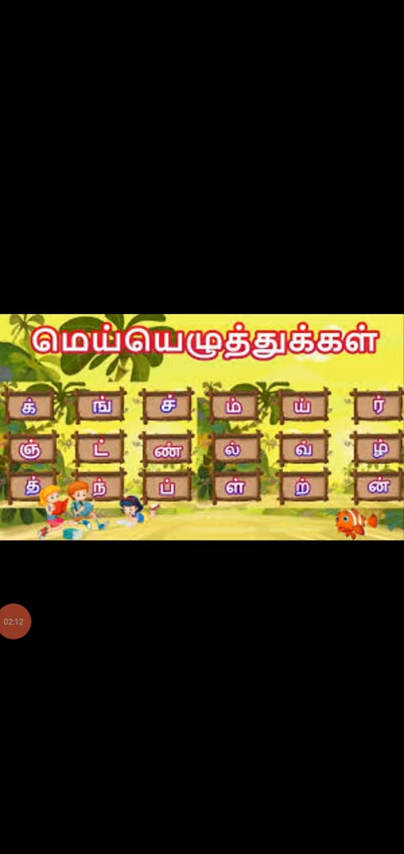 மெய்யெழுத்துக்கள்
க் ங் ச் ம் ய் ர்
ஞ் ட் ண் ல் வ் ழ்
த் ந் ப் ள் ற் ன்
02:12